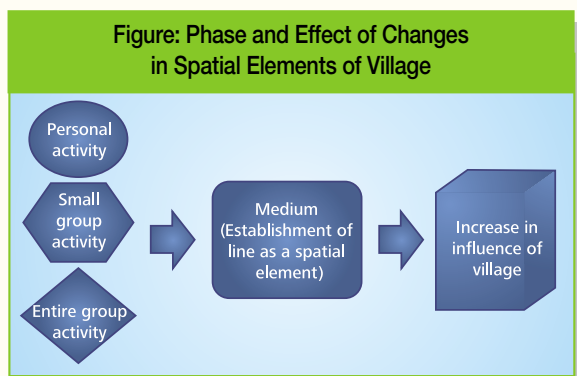 Figure: Phase and Effect of Changes
in Spatial Elements of Village
Personal
activity
Small
group
activity
Entire group
activity
Medium
(Establishment of
line as a spatial
element)
Increase in
influence of
village